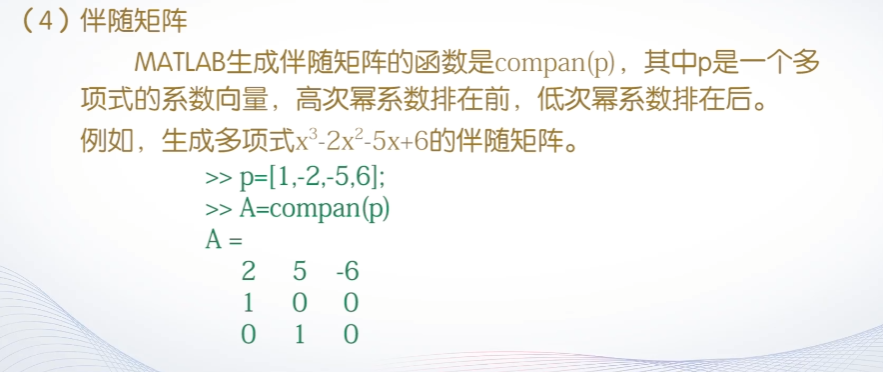 （4）伴随矩阵
MATLAB生成伴随矩阵的函数是compan(p)，其中p是一个多
项式的系数向量，高次幂系数排在前，低次幂系数排在后。
例如，生成多项式x³-2x²-5x+6的伴随矩阵。
>> p=[1,-2,-5,6];
>> A=compan(p)
A =
2 5 -6
1 0 0
0 1 0